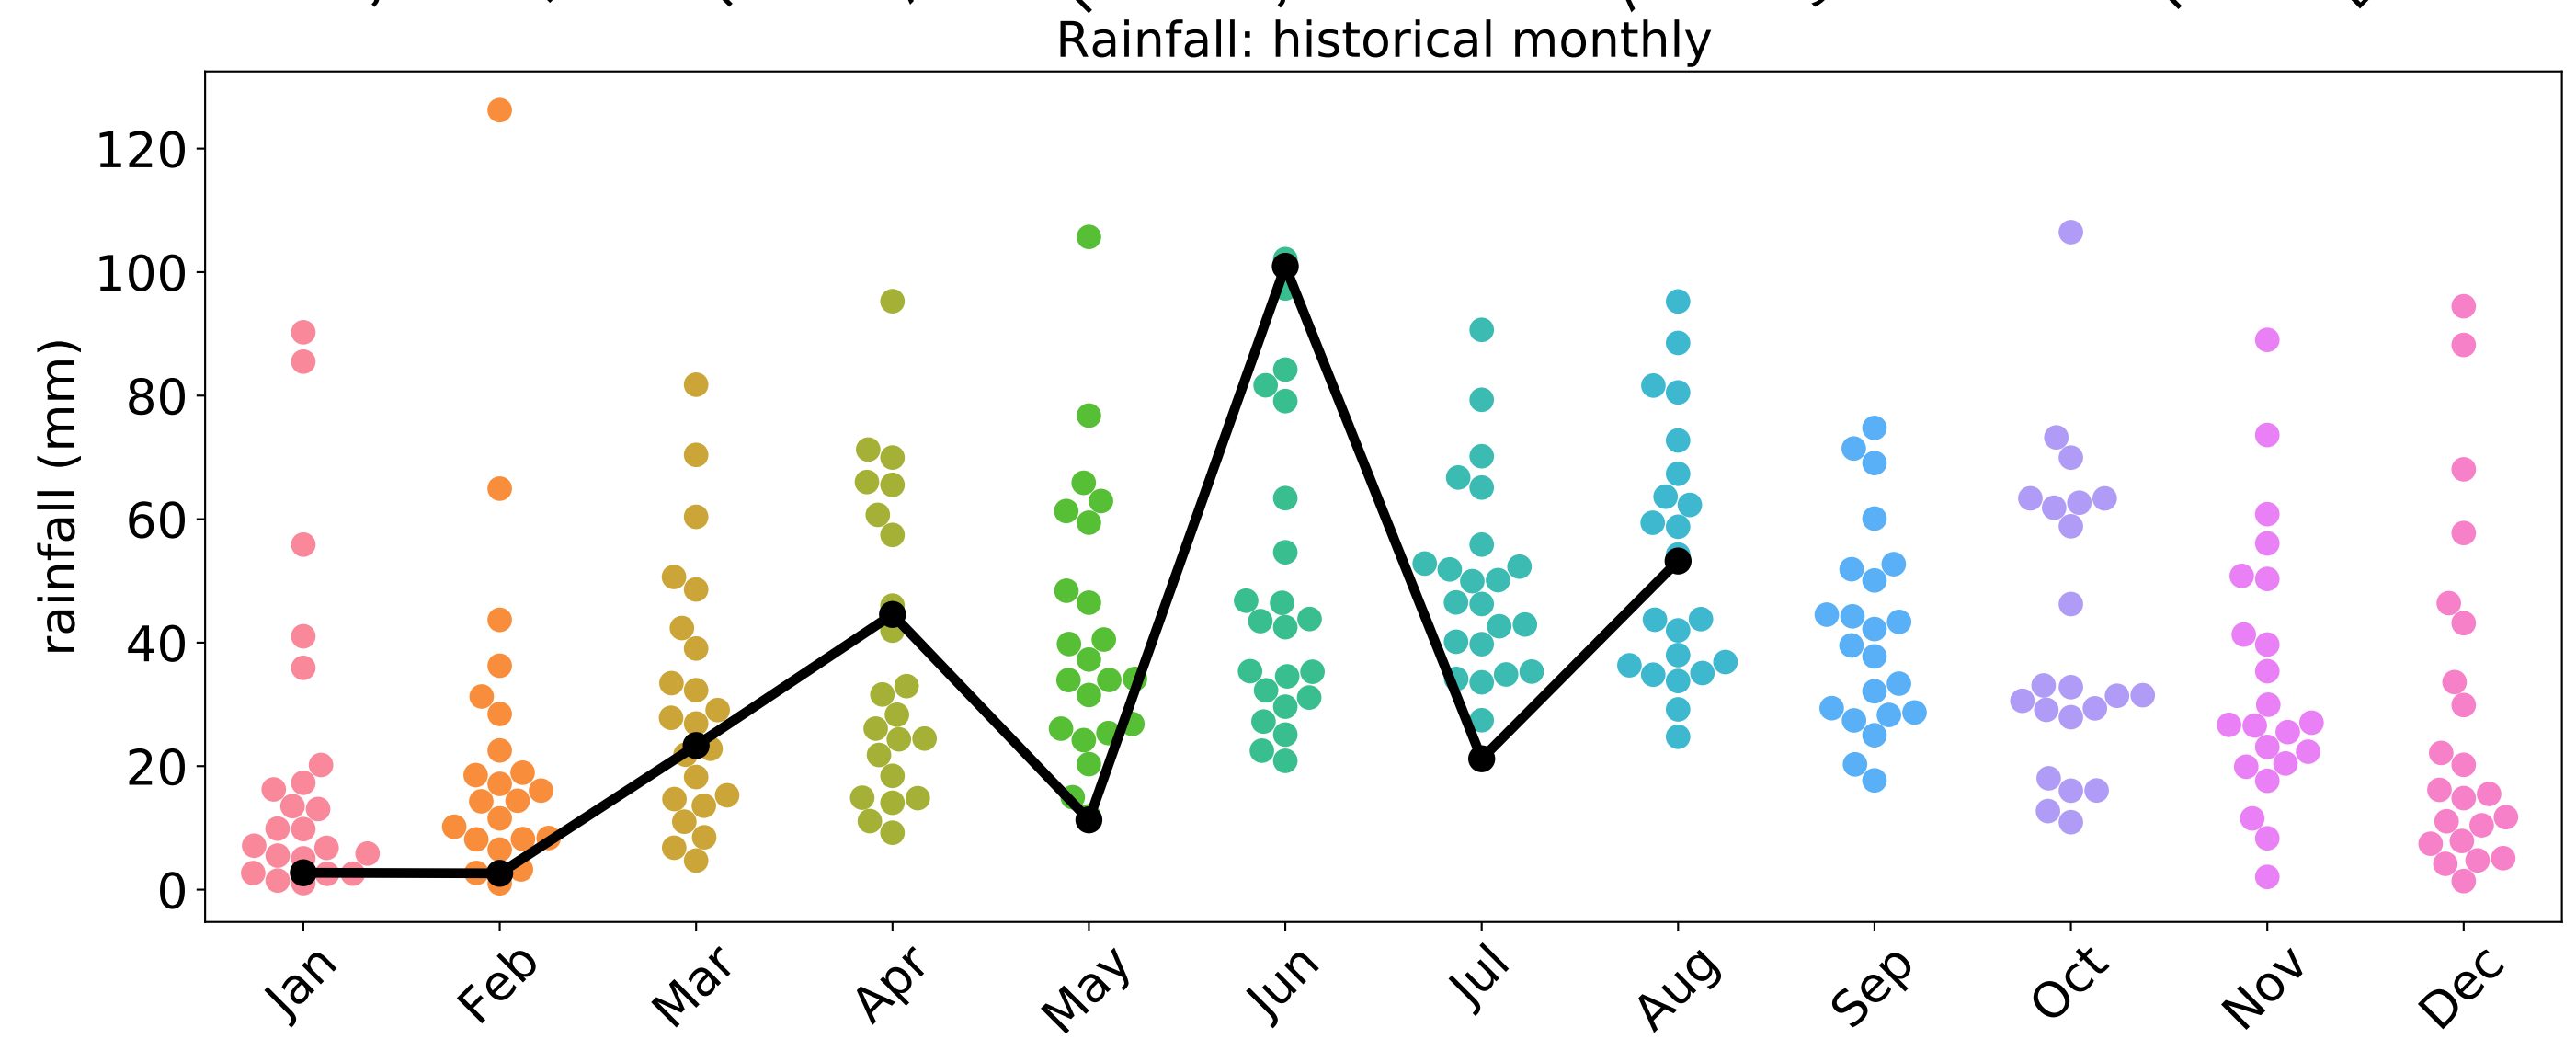 Rainfall: historical monthly
rainfall (mm)
120
100
80
60
40
20
0
Jan
Feb
Mar
Apr
May
Jun
Jul
Aug
Sep
Oct
Nov
Dec